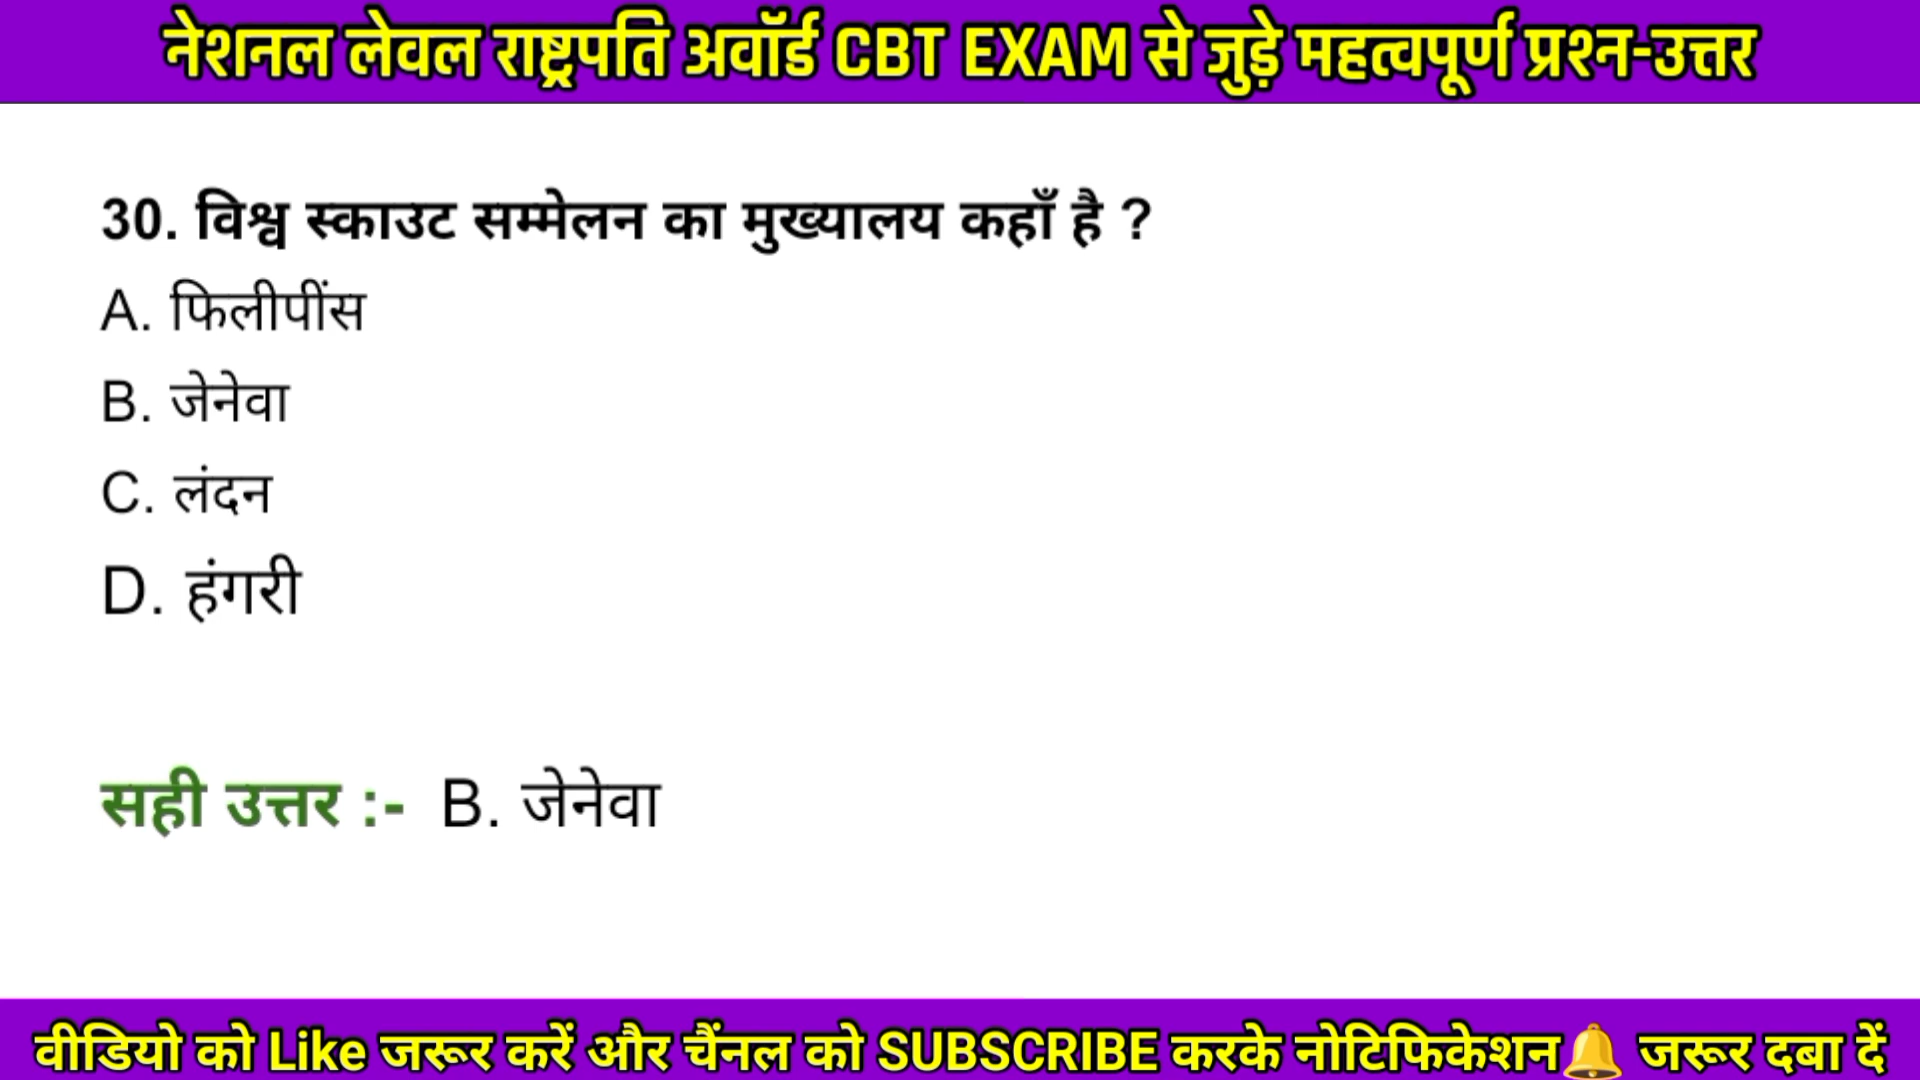 नेशनल लेवल राष्ट्रपति अवॉर्ड CBT EXAM से जुड़े महत्वपूर्ण प्रश्न-उत्तर
30. विश्व स्काउट सम्मेलन का मुख्यालय कहाँ है ?
A. फिलीपींस
B. जेनेवा
C. लंदन
D. हंगरी
सही उत्तर :- B. जेनेवा
वीडियो को Like जरूर करें और चैंनल को SUBSCRIBE करके नोटिफिकेशन🔔 जरूर दबा दें